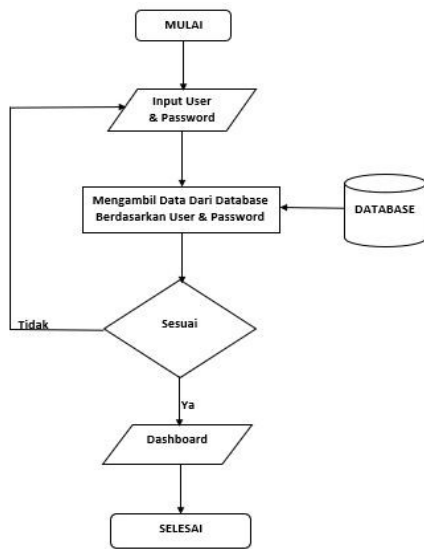 MULAI
Input User
& Password
Mengambil Data Dari Database
Berdasarkan User & Password
DATABASE
Sesuai
Tidak
Ya
Dashboard
SELESAI